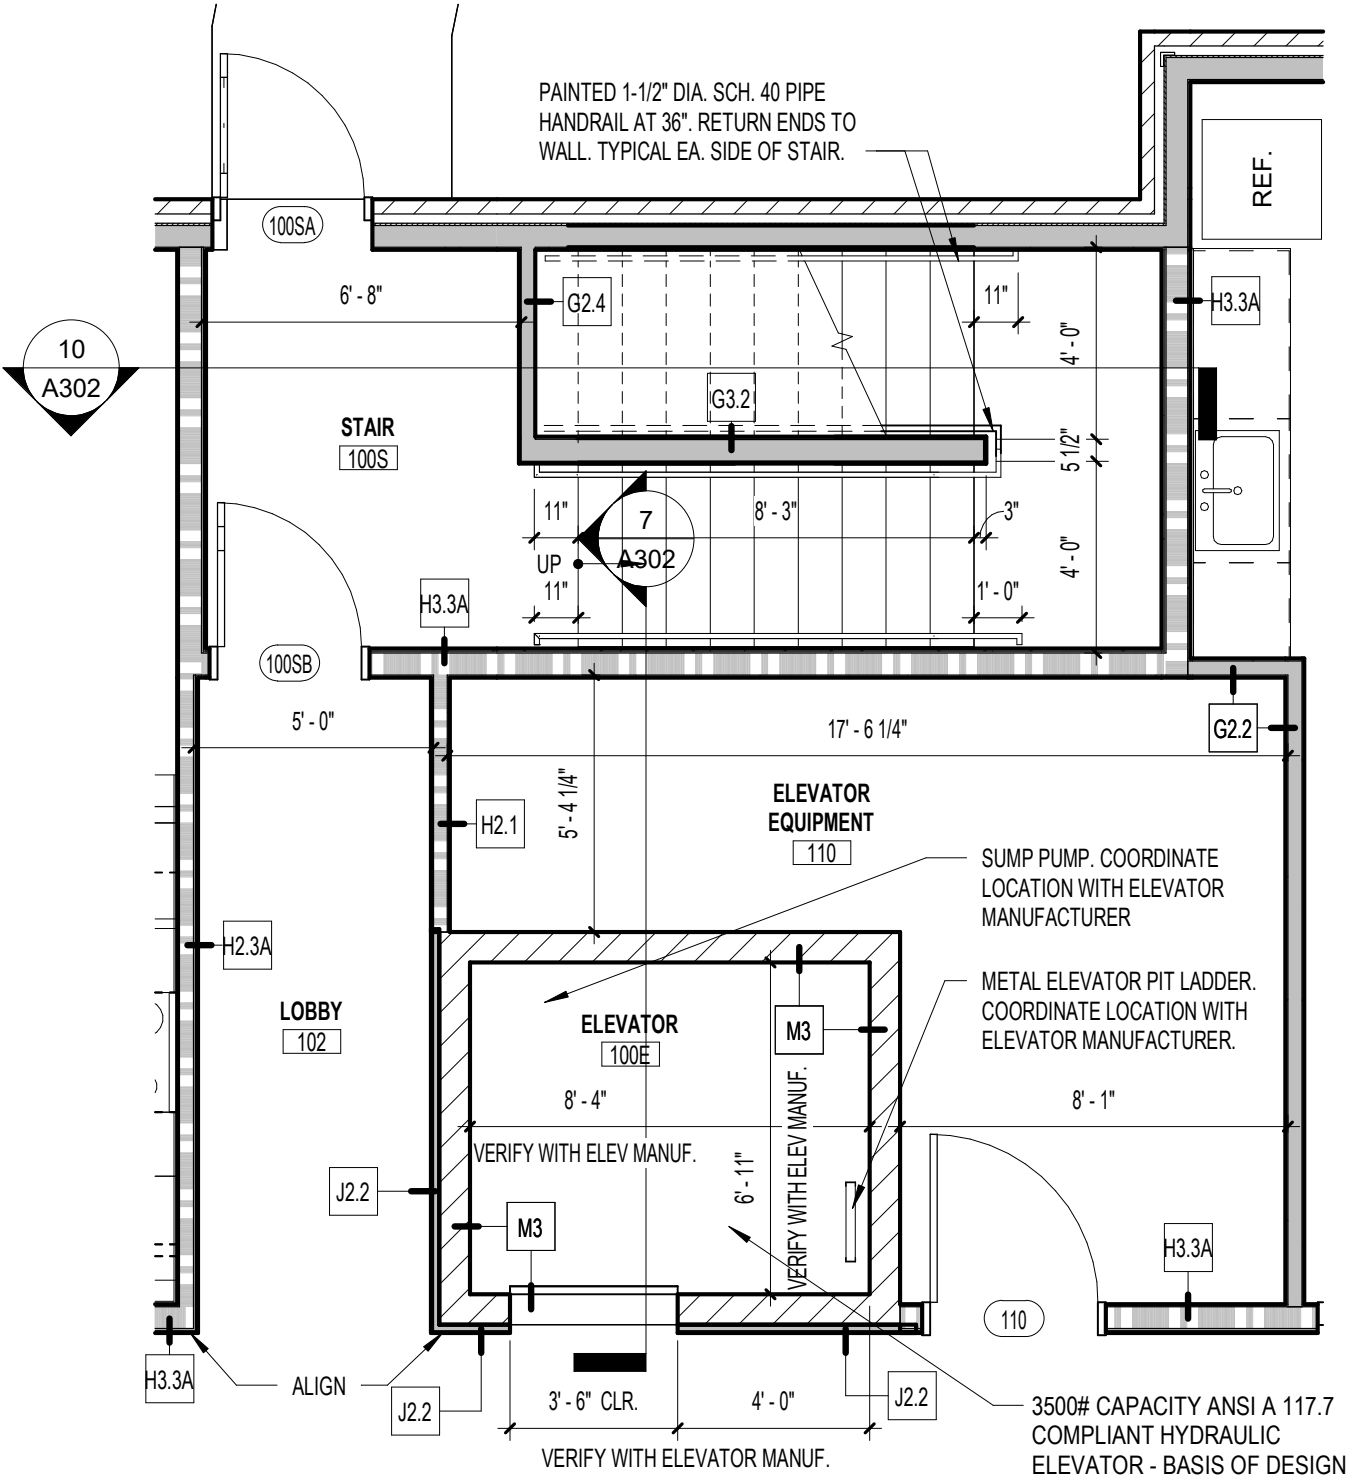 PAINTED 1-1/2" DIA. SCH. 40 PIPE
HANDRAIL AT 36". RETURN ENDS TO
WALL. TYPICAL EA. SIDE OF STAIR.
REF.
100SA
6' - 8"
G2.4
11"
H3.3A
4' - 0"
10
A302
G3.2
STAIR
100S
5 1/2"
11"
7
A302
8' - 3"
3"
UP
11"
4' - 0"
1' - 0"
H3.3A
100SB
5' - 0"
17' - 6 1/4"
G2.2
5' - 4 1/4"
ELEVATOR
EQUIPMENT
110
H2.1
SUMP PUMP. COORDINATE
LOCATION WITH ELEVATOR
MANUFACTURER
H2.3A
METAL ELEVATOR PIT LADDER.
COORDINATE LOCATION WITH
ELEVATOR MANUFACTURER.
LOBBY
102
ELEVATOR
100E
M3
8' - 4"
8' - 1"
VERIFY WITH ELEV MANUF.
6' - 11"
VERIFY WITH ELEV MANUF.
J2.2
M3
H3.3A
110
H3.3A
ALIGN
J2.2
3' - 6" CLR.
4' - 0"
J2.2
VERIFY WITH ELEVATOR MANUF.
3500# CAPACITY ANSI A 117.7
COMPLIANT HYDRAULIC
ELEVATOR - BASIS OF DESIGN